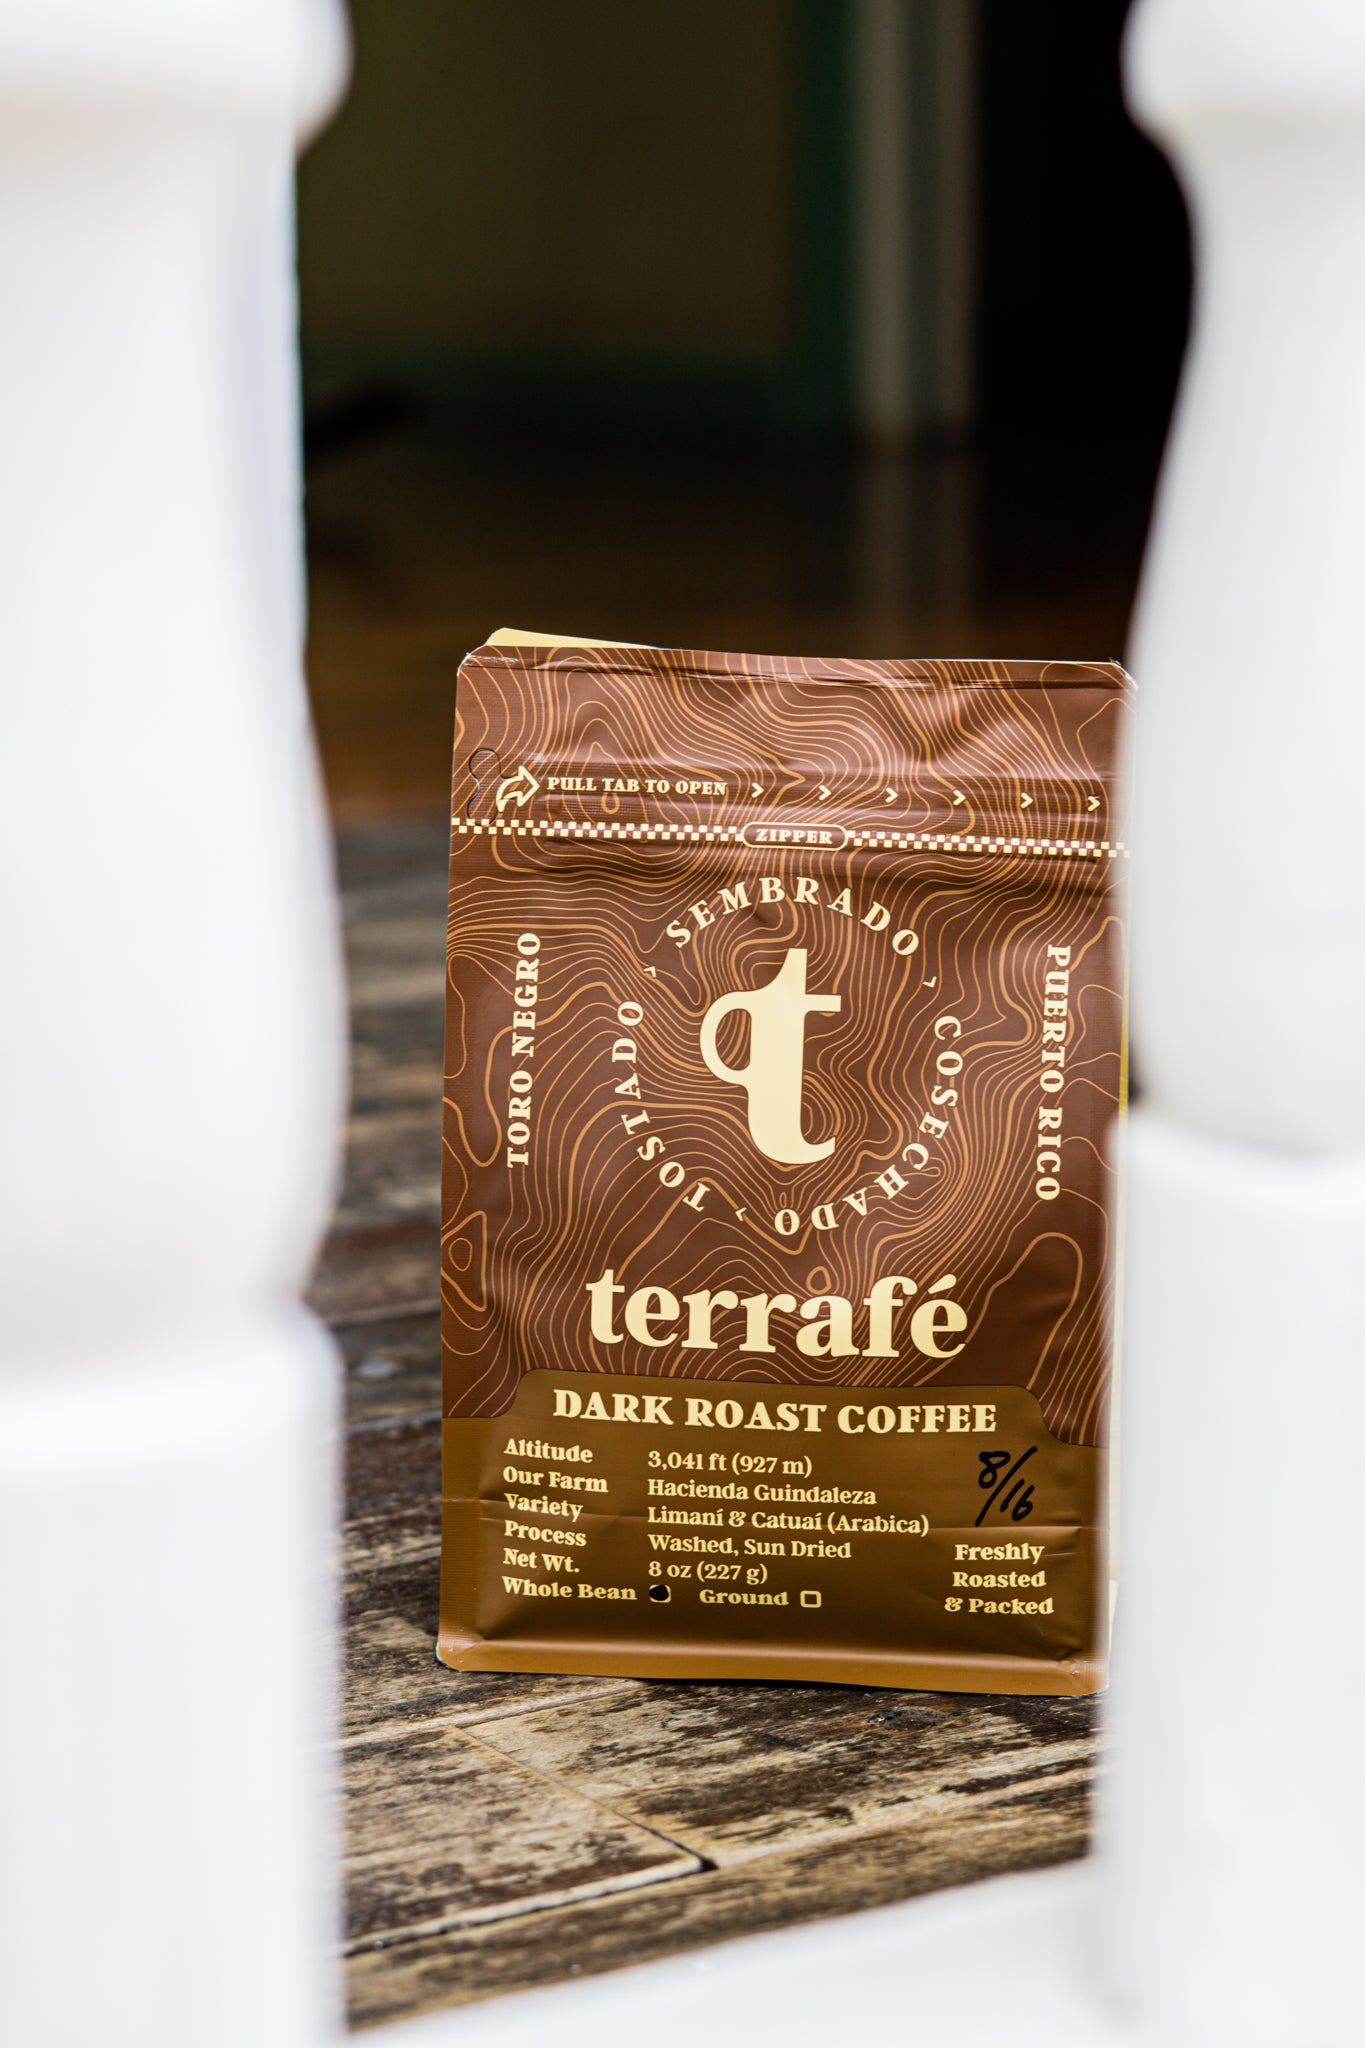 PULL TAB TO OPEN
ZIPPER
SEMBRADO
COSECHADO
TOSTADO
TORO NEGRO
PUERTO RICO
t
terrafé
DARK ROAST COFFEE
Altitude 3,041 ft (927 m)
Our Farm Hacienda Guindaleza
Variety Limaní & Catuaí (Arabica)
Process Washed, Sun Dried
Net Wt. 8 oz (227 g)
Whole Bean Ground
8/16
Freshly
Roasted
& Packed